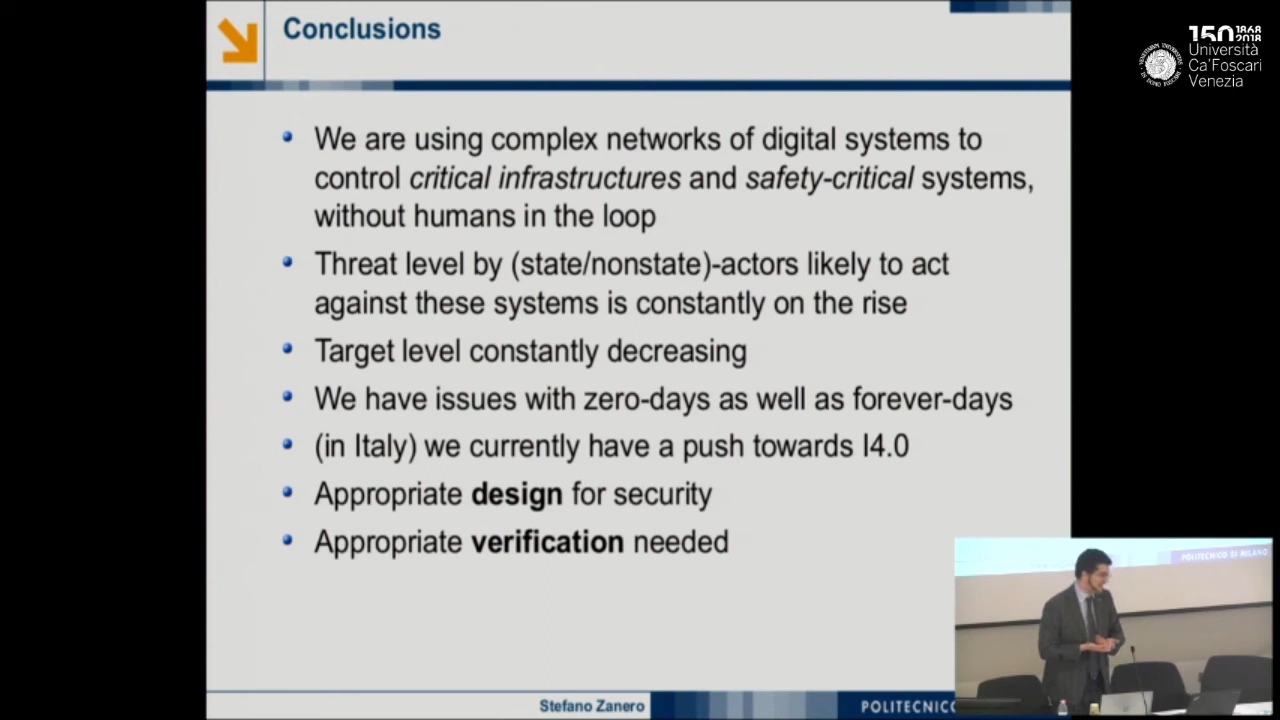 Conclusions
We are using complex networks of digital systems to
control critical infrastructures and safety-critical systems,
without humans in the loop
Threat level by (state/nonstate)-actors likely to act
against these systems is constantly on the rise
Target level constantly decreasing
We have issues with zero-days as well as forever-days
(in Italy) we currently have a push towards I4.0
Appropriate design for security
Appropriate verification needed
Stefano Zanero
POLITECNICO
150 1868 2018
Università
Ca'Foscari
Venezia
POLITECNICO DI MILANO